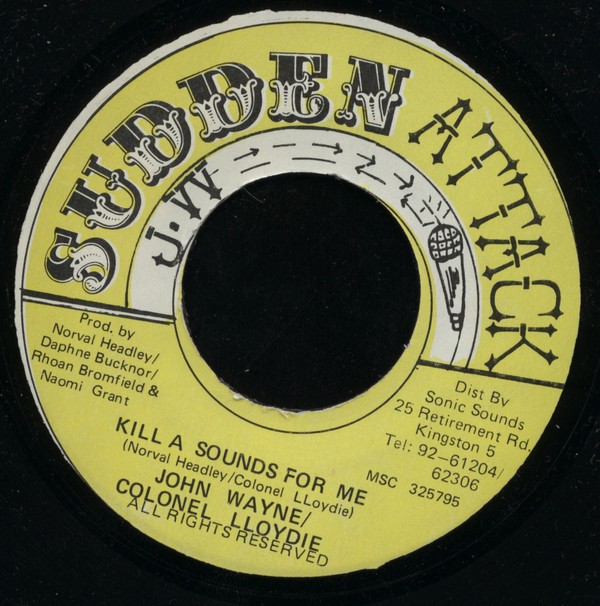 SUDDEN ATTACK
J.W
Prod. by
Norval Headley/
Daphne Bucknor/
Rhoan Bromfield &
Naomi Grant
Dist By
Sonic Sounds
25 Retirement Rd.
Kingston 5
Tel: 92-61204/
62306
MSC 325795
KILL A SOUNDS FOR ME
(Norval Headley/Colonel LLoydie)
JOHN WAYNE/
COLONEL LLOYDIE
ALL RIGHTS RESERVED